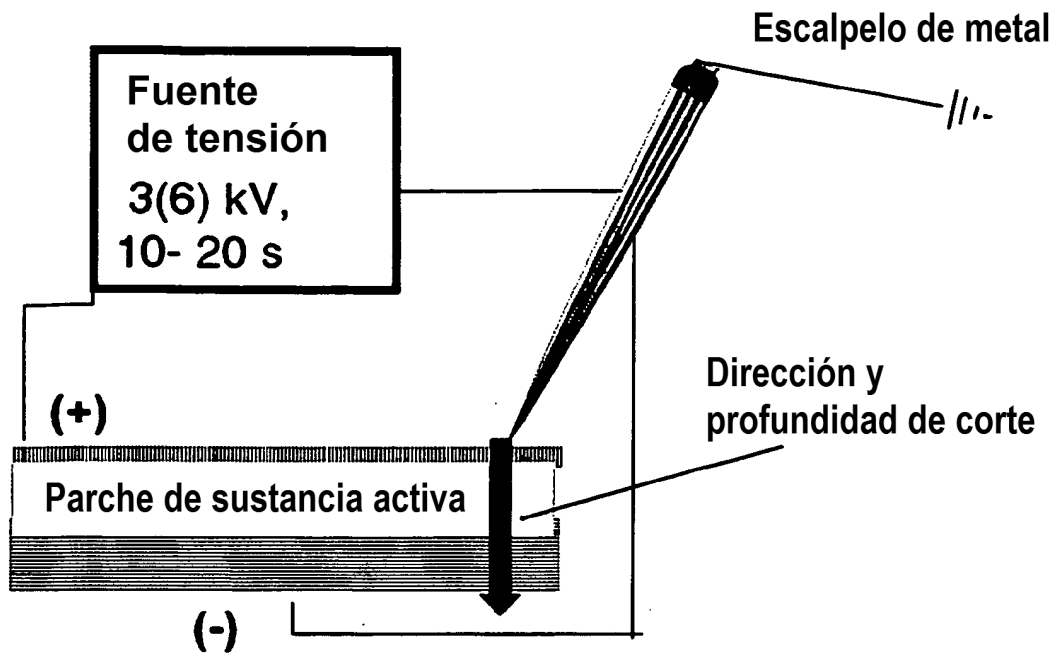 Escalpelo de metal
Fuente
de tensión
3(6) kV,
10- 20 s
Dirección y
profundidad de corte
(+)
Parche de sustancia activa
(-)